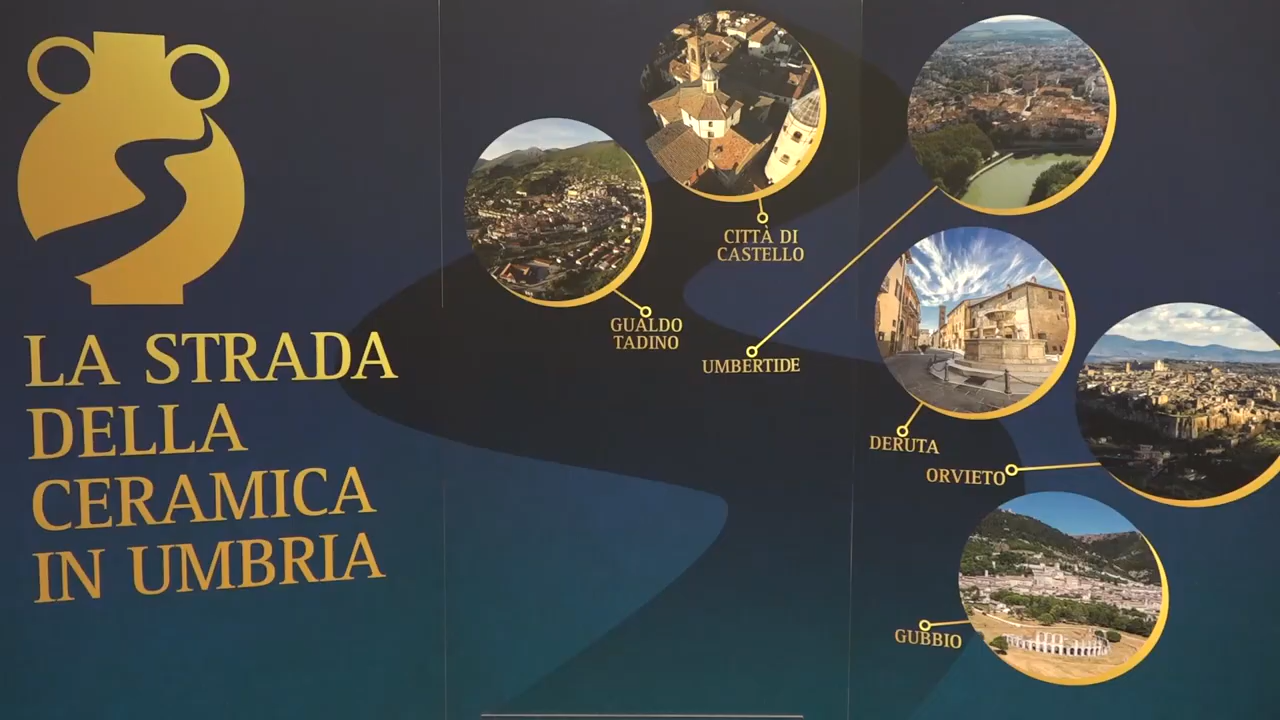 LA STRADA
DELLA
CERAMICA
IN UMBRIA
CITTÀ DI
CASTELLO
GUALDO
TADINO
UMBERTIDE
DERUTA
ORVIETO
GUBBIO